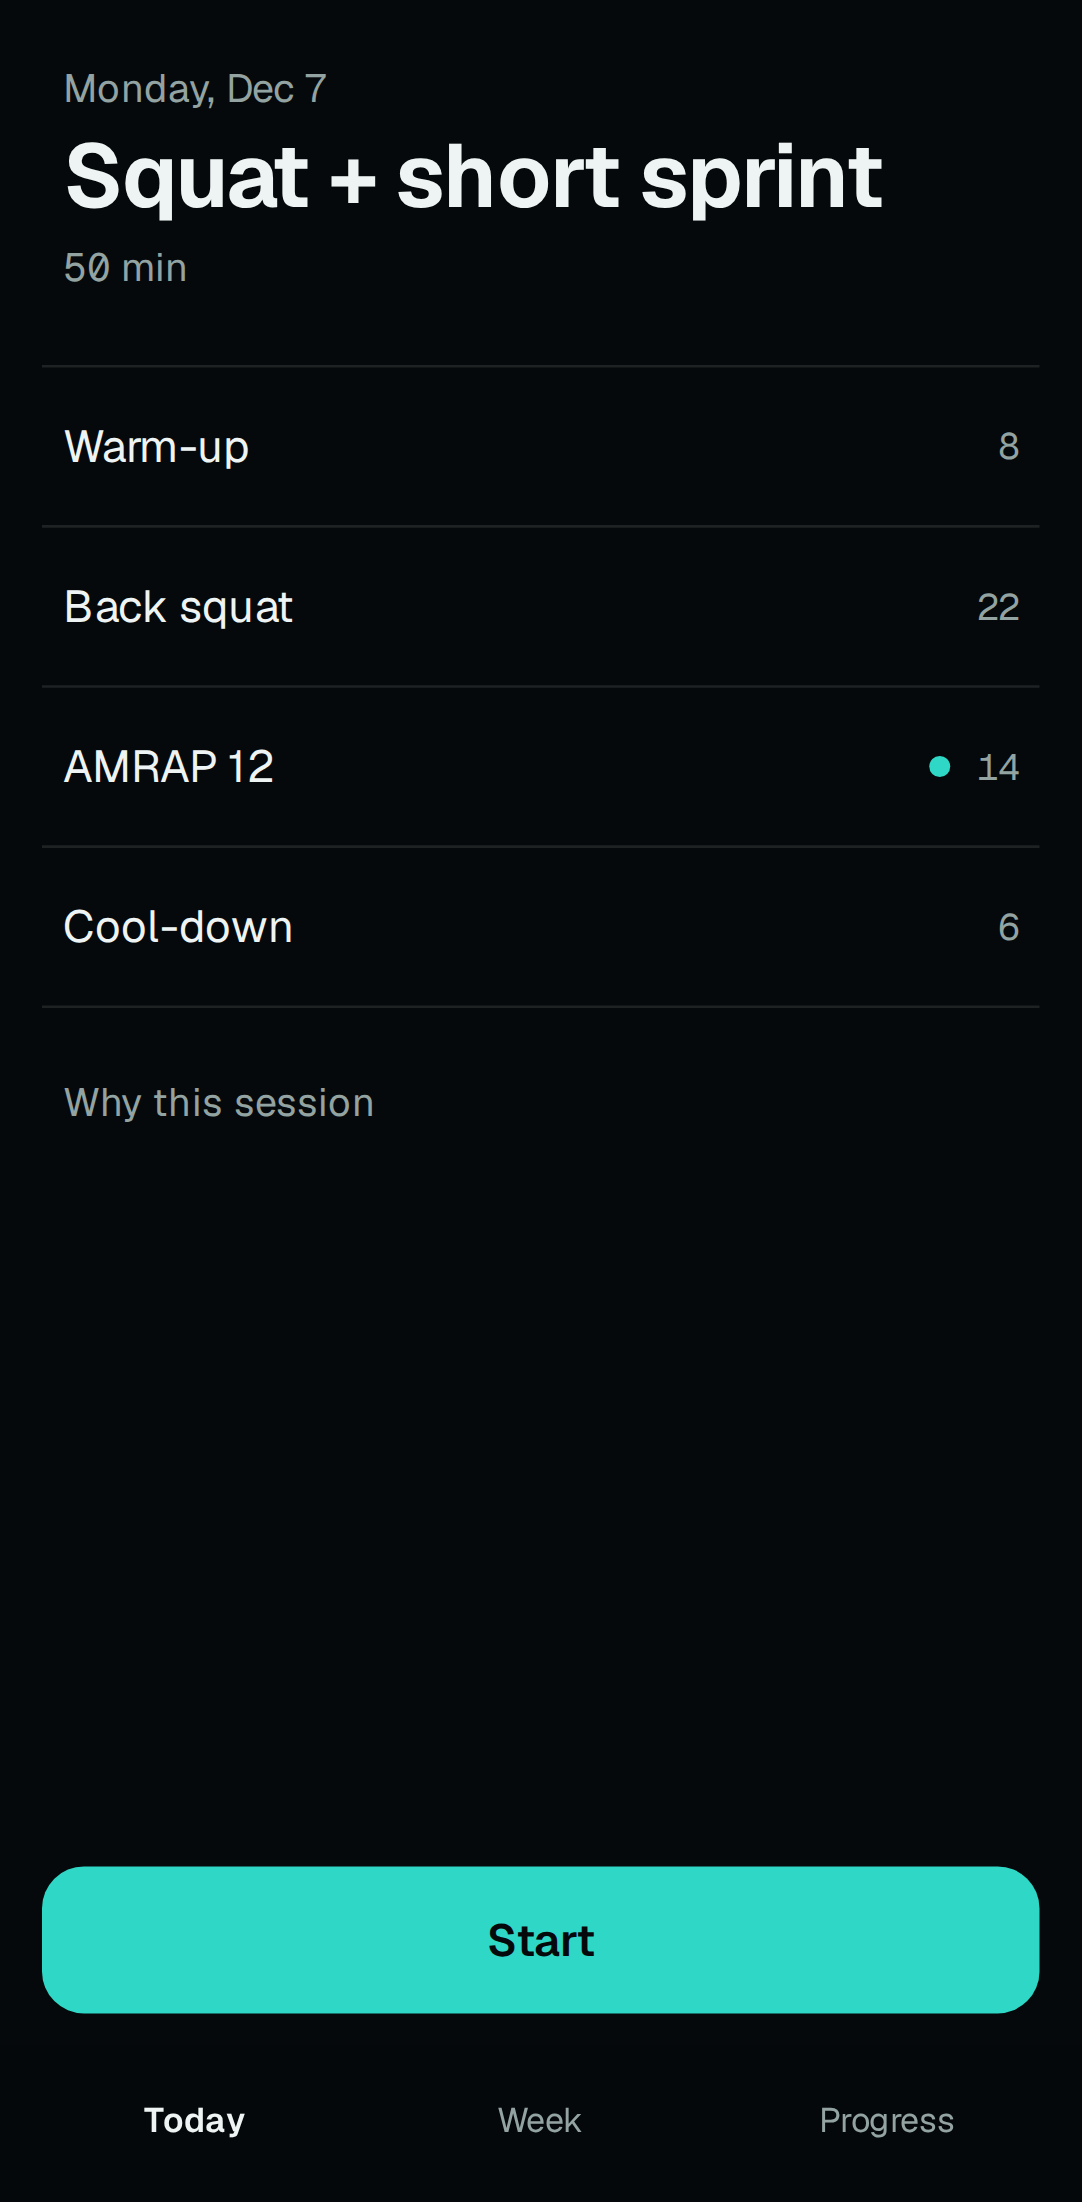 Monday, Dec 7
Squat + short sprint
50 min
Warm-up 8
Back squat 22
AMRAP 12 14
Cool-down 6
Why this session
Start
Today Week Progress